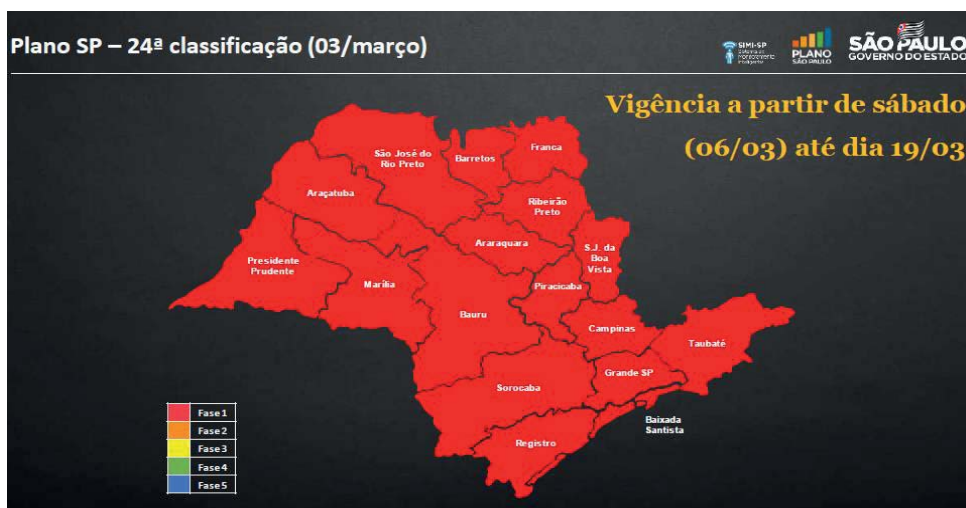 Plano SP – 24ª classificação (03/março)
SIMI-SP
PLANO
SÃO PAULO
SÃO PAULO
GOVERNO DO ESTADO
Vigência a partir de sábado
(06/03) até dia 19/03
Franca
São José do
Rio Preto
Barretos
Araçatuba
Ribeirão
Preto
Araraquara
S.J. da
Boa
Vista
Presidente
Prudente
Marília
Piracicaba
Bauru
Campinas
Taubaté
Grande SP
Sorocaba
Baixada
Santista
Registro
Fase 1
Fase 2
Fase 3
Fase 4
Fase 5